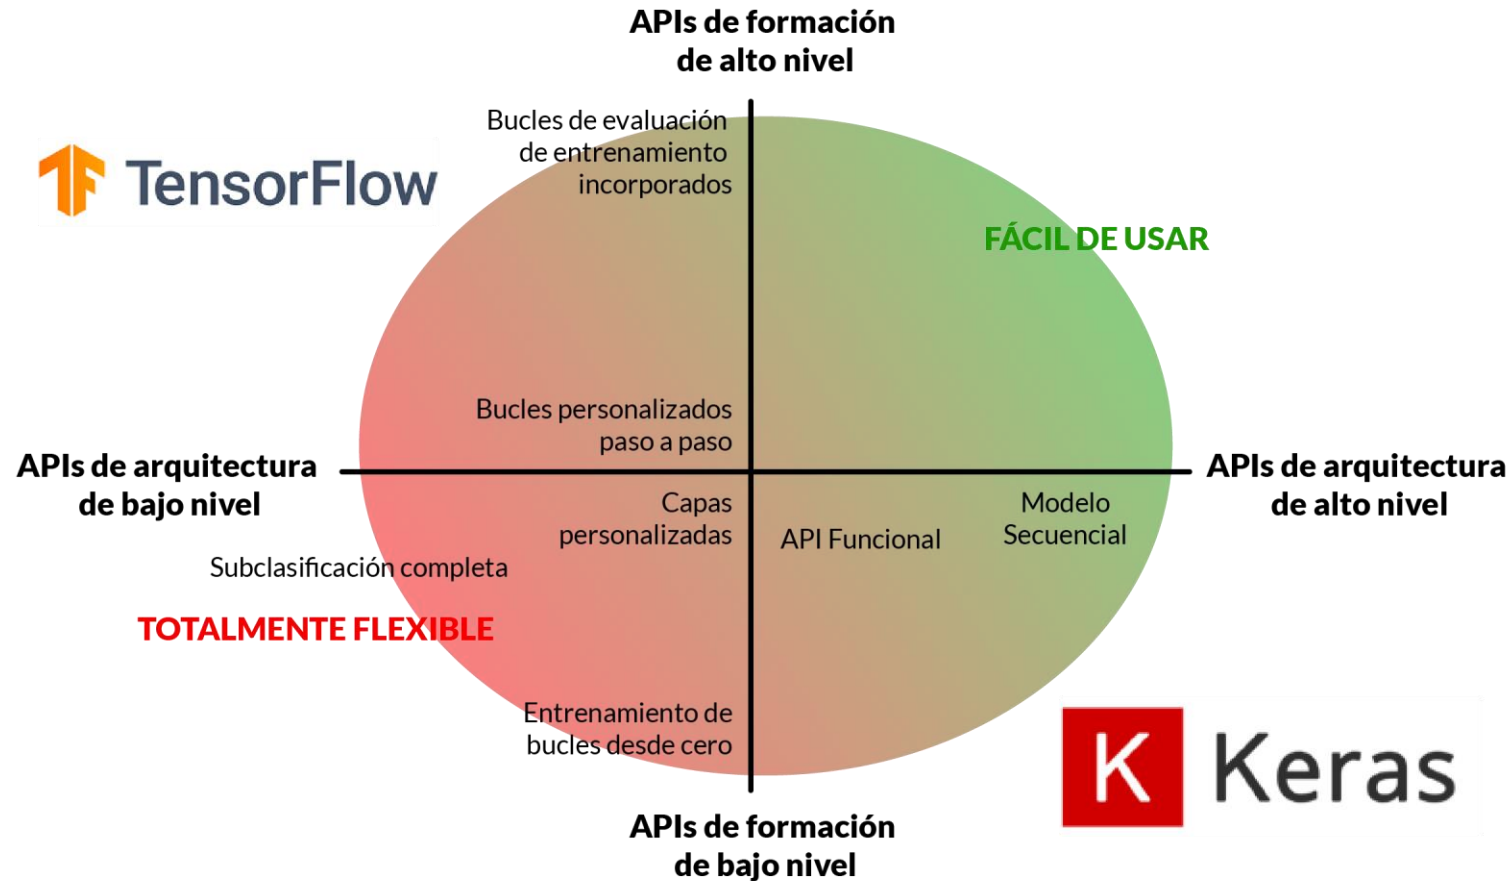 APIs de formación
de alto nivel
Bucles de evaluación
de entrenamiento
incorporados
TensorFlow
FÁCIL DE USAR
Bucles personalizados
paso a paso
APIs de arquitectura
de bajo nivel
APIs de arquitectura
de alto nivel
Capas
personalizadas
API Funcional
Modelo
Secuencial
Subclasificación completa
TOTALMENTE FLEXIBLE
Entrenamiento de
bucles desde cero
K Keras
APIs de formación
de bajo nivel